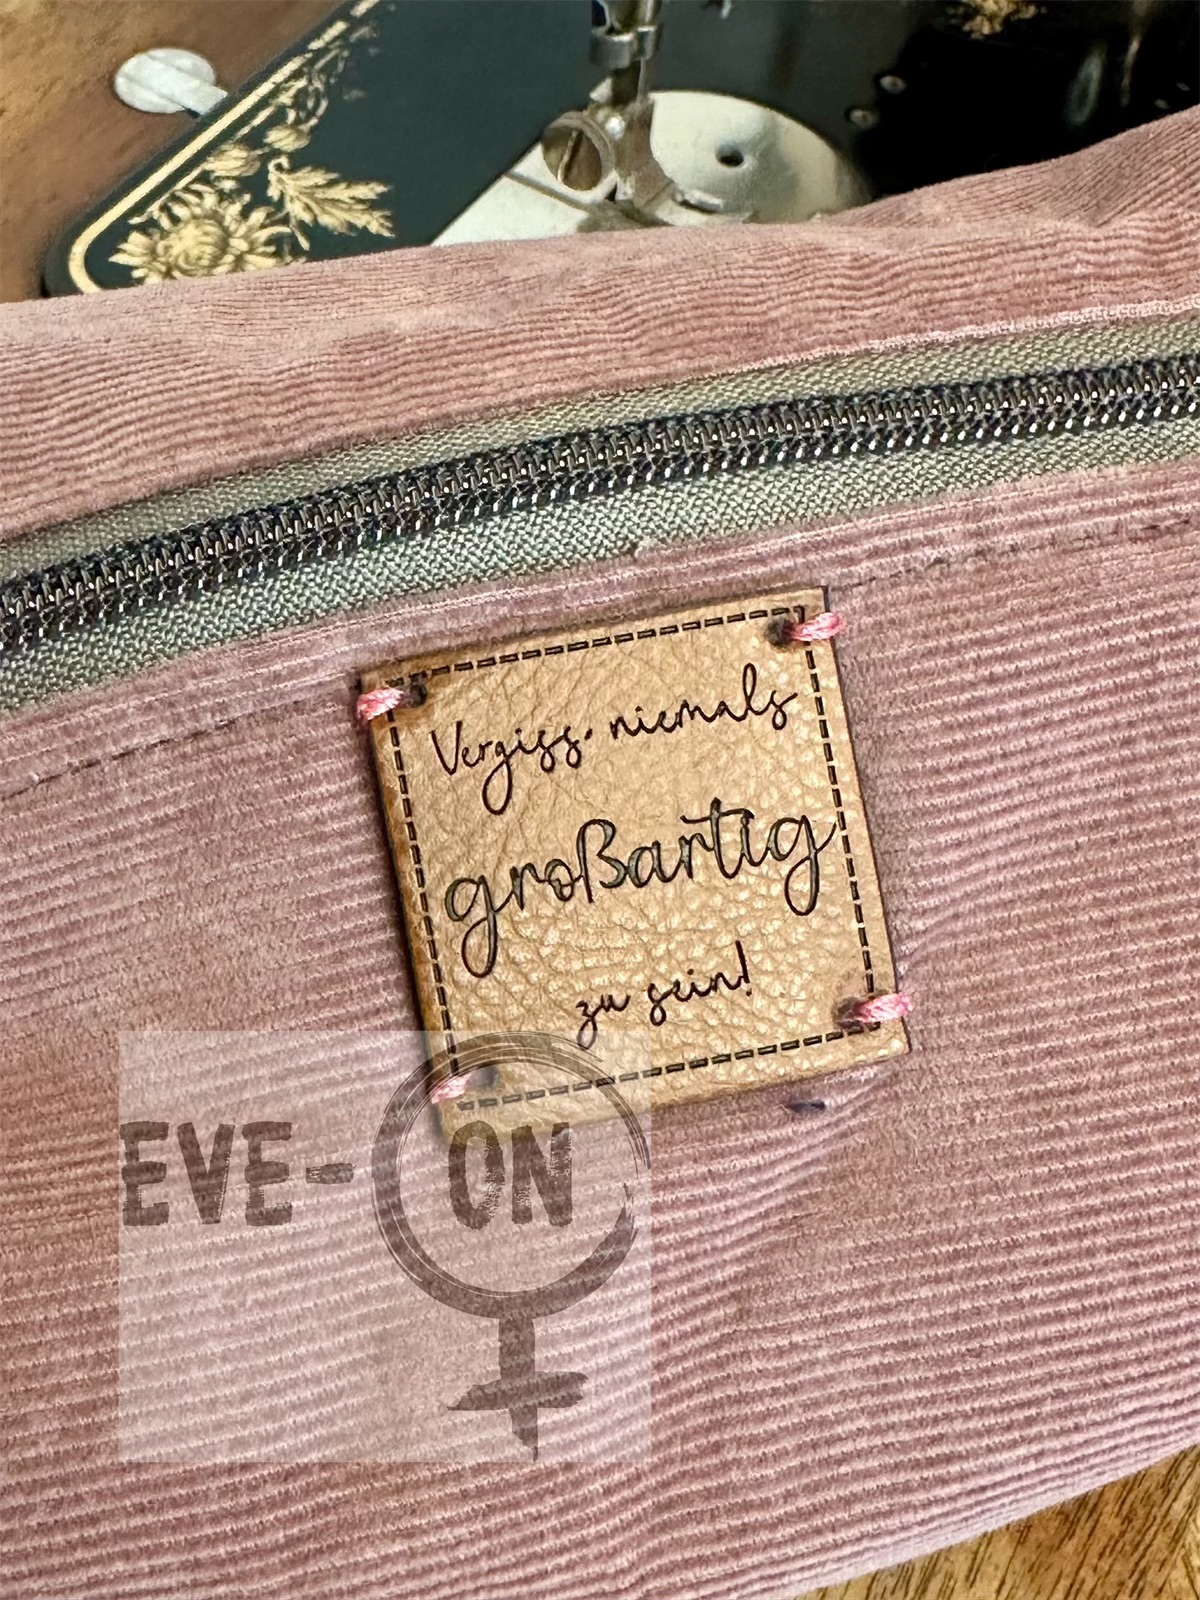 Vergiss niemals
großartig
zu sein!
EVE-ON